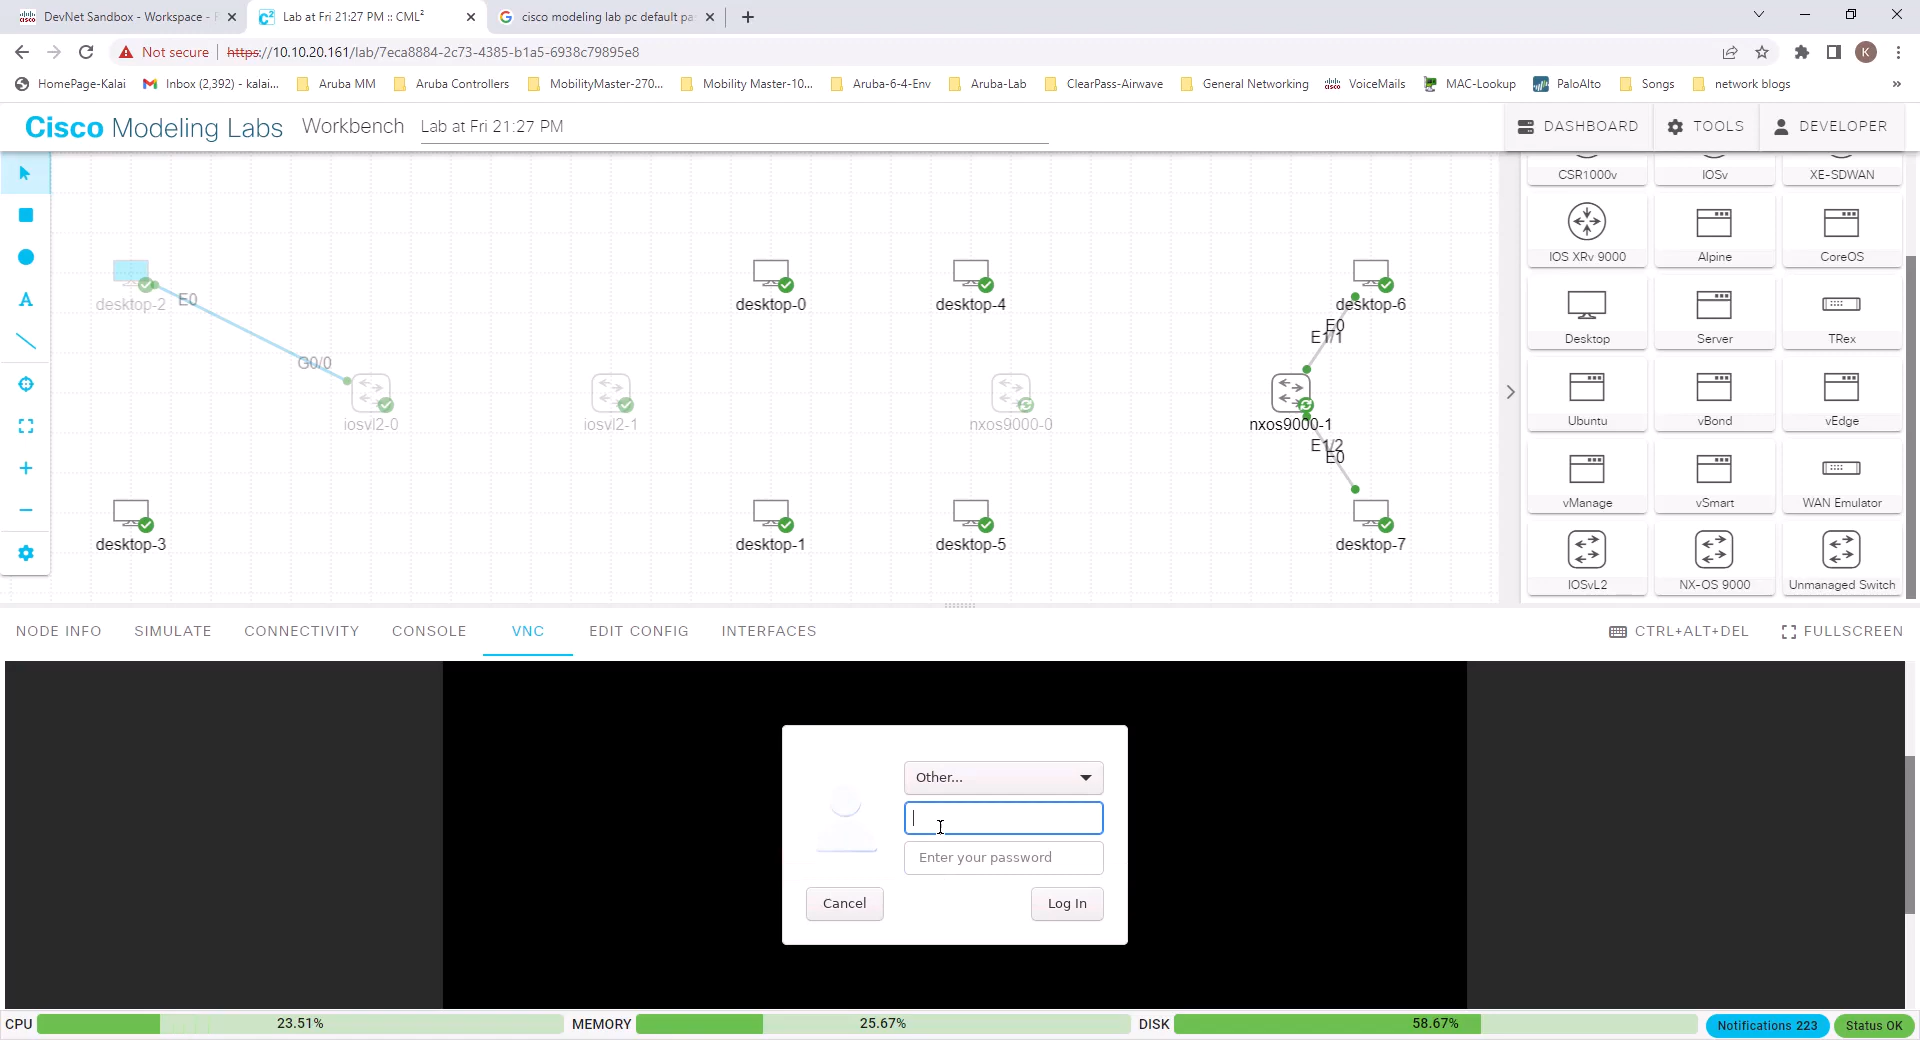 DevNet Sandbox - Workspace - F
Lab at Fri 21:27 PM :: CML²
cisco modeling lab pc default pa
Not secure
https://10.10.20.161/lab/7eca8884-2c73-4385-b1a5-6938c79895e8
K
HomePage-Kalai
Inbox (2,392) - kalai...
Aruba MM
Aruba Controllers
MobilityMaster-270...
Mobility Master-10...
Aruba-6-4-Env
Aruba-Lab
ClearPass-Airwave
General Networking
VoiceMails
MAC-Lookup
PaloAlto
Songs
network blogs
Cisco Modeling Labs
Workbench
Lab at Fri 21:27 PM
DASHBOARD
TOOLS
DEVELOPER
CSR1000v
IOSv
XE-SDWAN
IOS XRv 9000
Alpine
CoreOS
Desktop
Server
TRex
Ubuntu
vBond
vEdge
vManage
vSmart
WAN Emulator
IOSvL2
NX-OS 9000
Unmanaged Switch
A
desktop-2
E0
G0/0
desktop-0
desktop-4
desktop-6
E0
E1/1
iosvl2-0
iosvl2-1
nxos9000-0
nxos9000-1
E1/2
E0
desktop-3
desktop-1
desktop-5
desktop-7
NODE INFO
SIMULATE
CONNECTIVITY
CONSOLE
VNC
EDIT CONFIG
INTERFACES
CTRL+ALT+DEL
FULLSCREEN
Other...
Enter your password
Cancel
Log In
CPU
23.51%
MEMORY
25.67%
DISK
58.67%
Notifications 223
Status OK